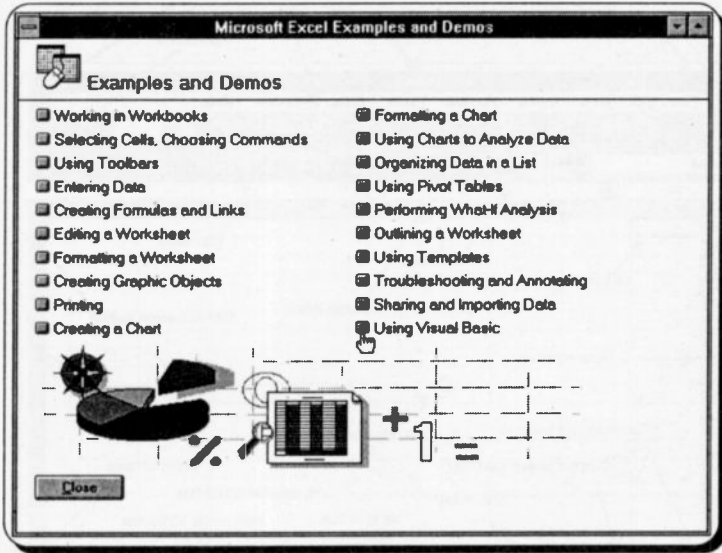 Microsoft Excel Examples and Demos
Examples and Demos
Working in Workbooks
Selecting Cells, Choosing Commands
Using Toolbars
Entering Data
Creating Formulas and Links
Editing a Worksheet
Formatting a Worksheet
Creating Graphic Objects
Printing
Creating a Chart
Formatting a Chart
Using Charts to Analyze Data
Organizing Data in a List
Using Pivot Tables
Performing What-If Analysis
Outlining a Worksheet
Using Templates
Troubleshooting and Annotating
Sharing and Importing Data
Using Visual Basic
% + 1 =
Close